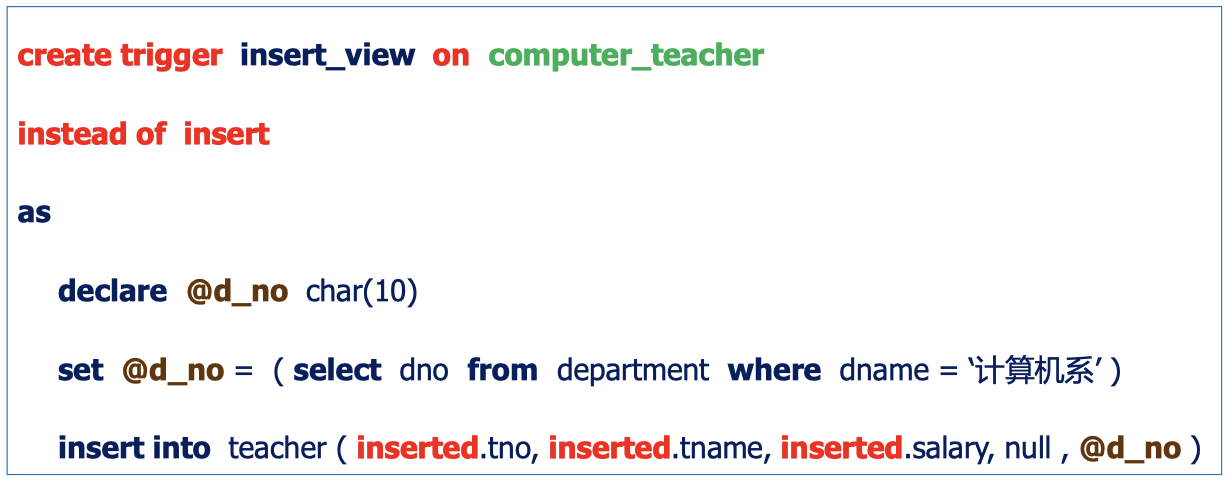 create trigger insert_view on computer_teacher
instead of insert
as
declare @d_no char(10)
set @d_no = ( select dno from department where dname = ‘计算机系’ )
insert into teacher ( inserted.tno, inserted.tname, inserted.salary, null , @d_no )